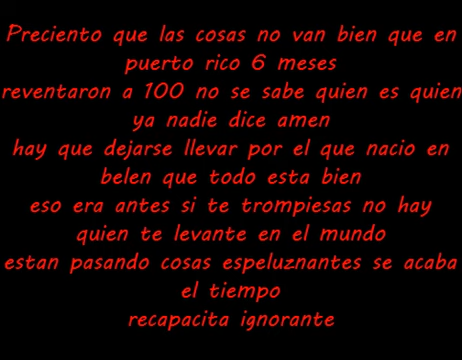 Preciento que las cosas no van bien que en
puerto rico 6 meses
reventaron a 100 no se sabe quien es quien
ya nadie dice amen
hay que dejarse llevar por el que nacio en
belen que todo esta bien
eso era antes si te trompiesas no hay
quien te levante en el mundo
estan pasando cosas espeluznantes se acaba
el tiempo
recapacita ignorante